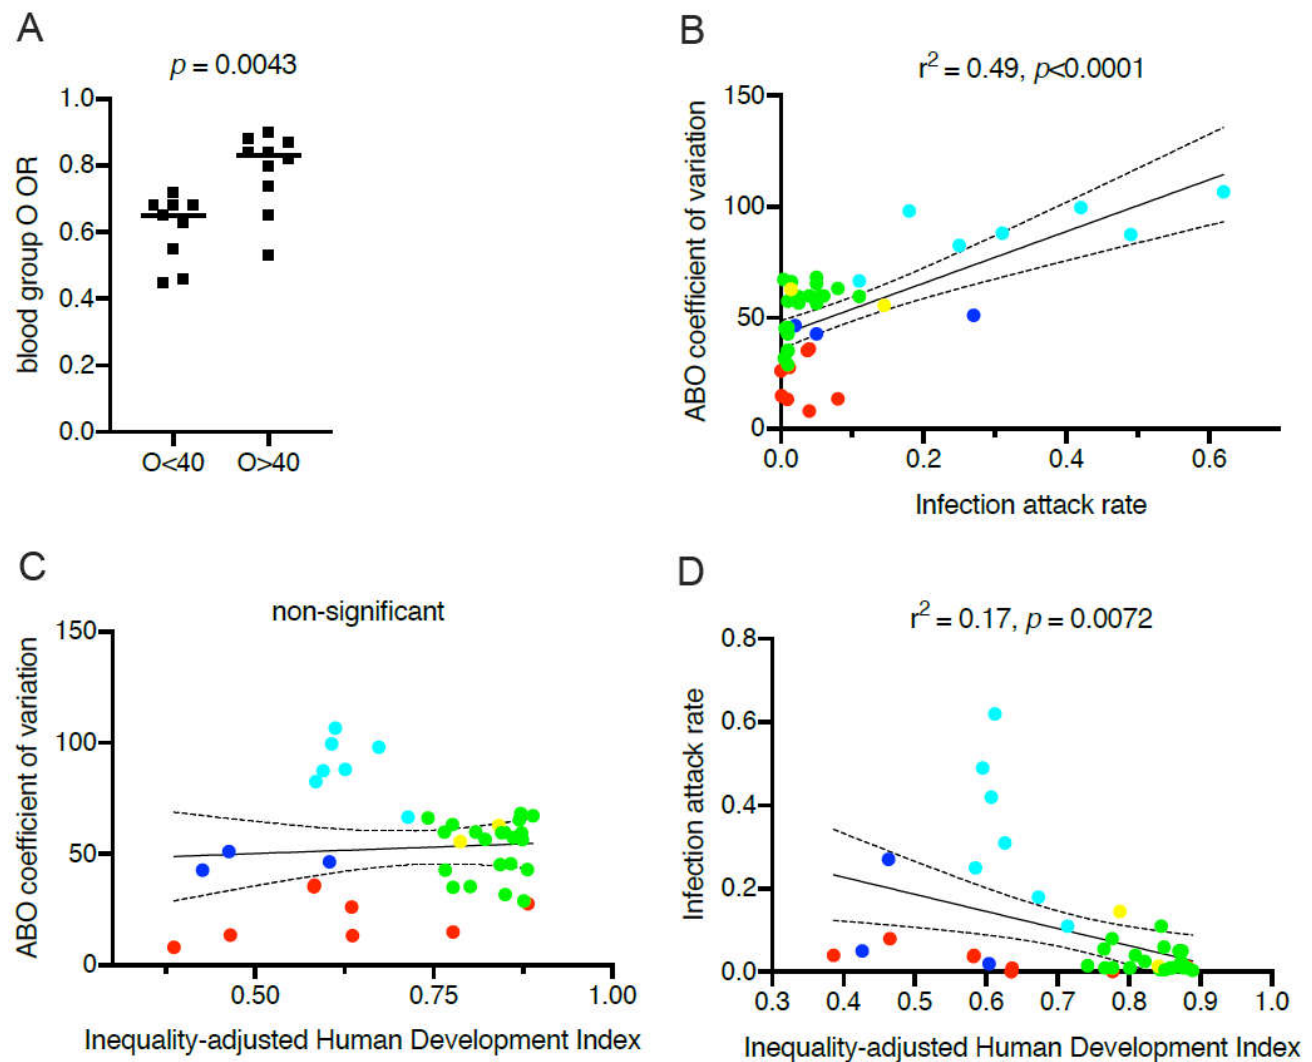 A
p = 0.0043
1.0
0.8
0.6
0.4
0.2
0.0
blood group O OR
O<40
O>40
B
r² = 0.49, p<0.0001
150
100
50
0
ABO coefficient of variation
0.0
0.2
0.4
0.6
Infection attack rate
C
non-significant
150
100
50
0
ABO coefficient of variation
0.50
0.75
1.00
Inequality-adjusted Human Development Index
D
r² = 0.17, p = 0.0072
0.8
0.6
0.4
0.2
0.0
Infection attack rate
0.3
0.4
0.5
0.6
0.7
0.8
0.9
1.0
Inequality-adjusted Human Development Index